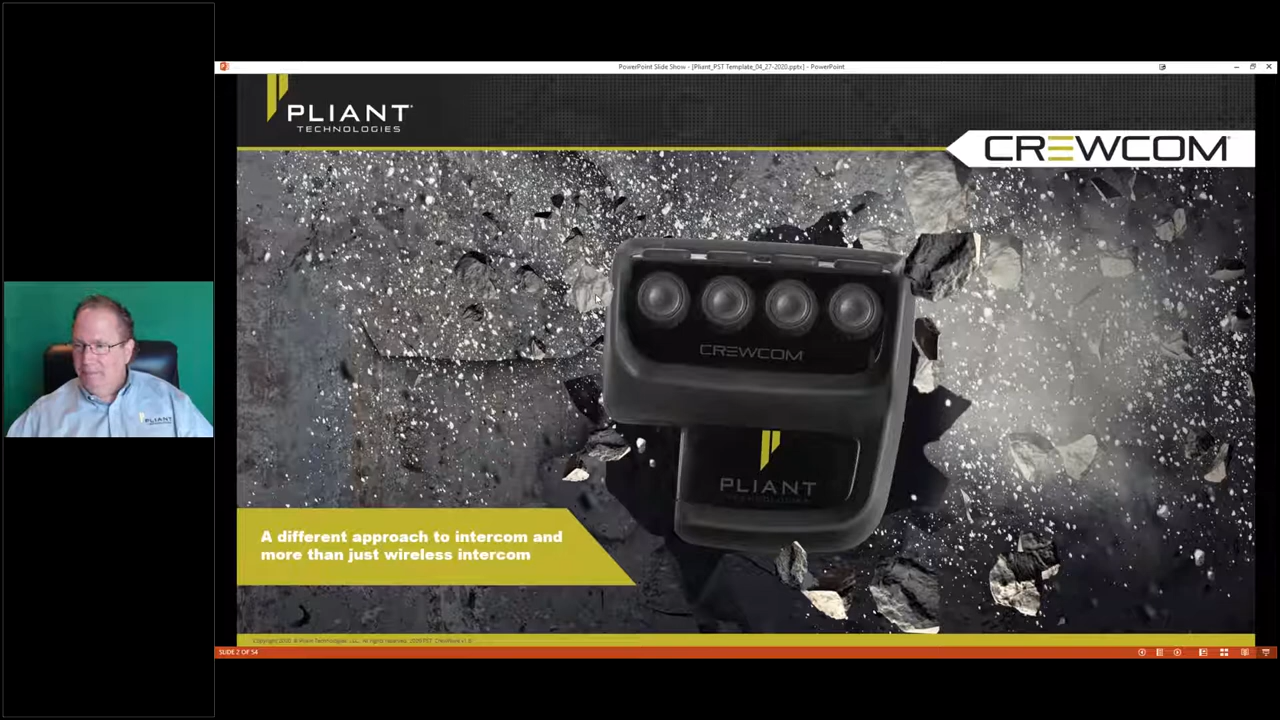 PowerPoint Slide Show - [Pliant_PST Template_04_27-2020.pptx] - PowerPoint
PLIANT
TECHNOLOGIES
CREWCOM
CREWCOM
PLIANT
TECHNOLOGIES
A different approach to intercom and
more than just wireless intercom
PLIANT
SLIDE 2 OF 54